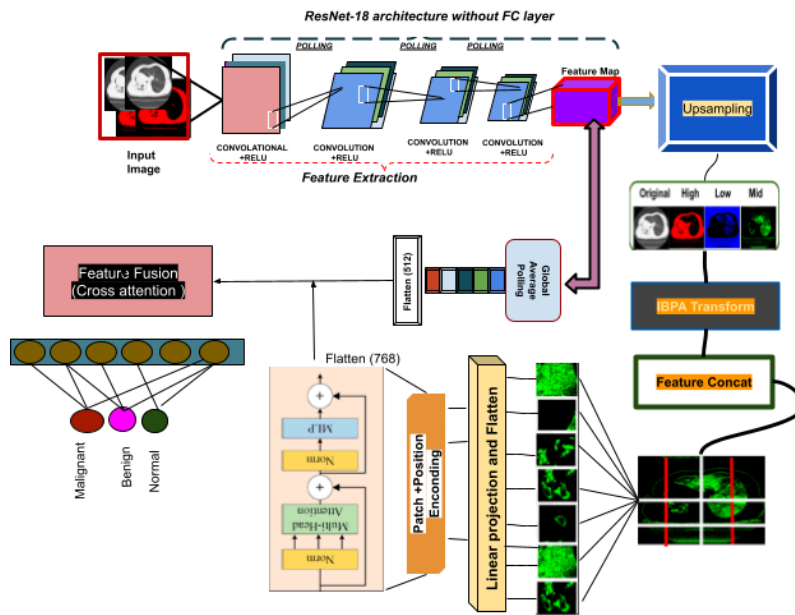 ResNet-18 architecture without FC layer
POLLING
POLLING
POLLING
Feature Map
Upsampling
Input
Image
CONVOLATIONAL
+RELU
CONVOLUTION
+RELU
CONVOLUTION
+RELU
CONVOLUTION
+RELU
Feature Extraction
Original High Low Mid
Feature Fusion
(Cross attention )
Flatten (512)
Global
Average
Polling
IBPA Transform
Feature Concat
Flatten (768)
MLP
Norm
Multi-Head
Attention
Norm
Patch +Position
Enconding
Linear projection and Flatten
Malignant
Benign
Normal